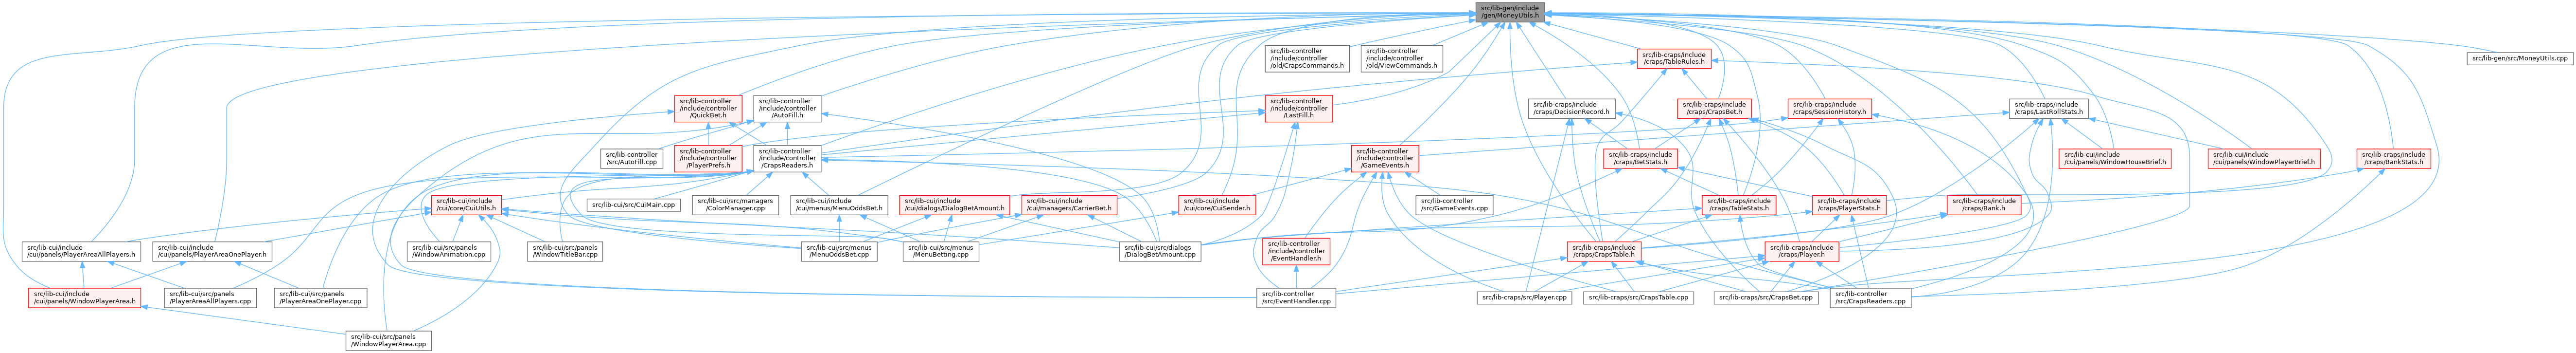 src/lib-gen/include
/gen/MoneyUtils.h
src/lib-controller
/include/controller
/old/CrapsCommands.h
src/lib-controller
/include/controller
/old/ViewCommands.h
src/lib-craps/include
/craps/TableRules.h
src/lib-gen/src/MoneyUtils.cpp
src/lib-controller
/include/controller
/QuickBet.h
src/lib-controller
/include/controller
/AutoFill.h
src/lib-controller
/include/controller
/LastFill.h
src/lib-craps/include
/craps/DecisionRecord.h
src/lib-craps/include
/craps/CrapsBet.h
src/lib-craps/include
/craps/SessionHistory.h
src/lib-craps/include
/craps/LastRollStats.h
src/lib-controller
/src/AutoFill.cpp
src/lib-controller
/include/controller
/PlayerPrefs.h
src/lib-controller
/include/controller
/CrapsReaders.h
src/lib-controller
/include/controller
/GameEvents.h
src/lib-craps/include
/craps/BetStats.h
src/lib-cui/include
/cui/panels/WindowHouseBrief.h
src/lib-cui/include
/cui/panels/WindowPlayerBrief.h
src/lib-craps/include
/craps/BankStats.h
src/lib-cui/include
/cui/core/CuiUtils.h
src/lib-cui/src/CuiMain.cpp
src/lib-cui/src/managers
/ColorManager.cpp
src/lib-cui/include
/cui/menus/MenuOddsBet.h
src/lib-cui/include
/cui/dialogs/DialogBetAmount.h
src/lib-cui/include
/cui/managers/CarrierBet.h
src/lib-cui/include
/cui/core/CuiSender.h
src/lib-controller
/src/GameEvents.cpp
src/lib-craps/include
/craps/TableStats.h
src/lib-craps/include
/craps/PlayerStats.h
src/lib-craps/include
/craps/Bank.h
src/lib-cui/include
/cui/panels/PlayerAreaAllPlayers.h
src/lib-cui/include
/cui/panels/PlayerAreaOnePlayer.h
src/lib-cui/src/panels
/WindowAnimation.cpp
src/lib-cui/src/panels
/WindowTitleBar.cpp
src/lib-cui/src/menus
/MenuOddsBet.cpp
src/lib-cui/src/menus
/MenuBetting.cpp
src/lib-cui/src/dialogs
/DialogBetAmount.cpp
src/lib-controller
/include/controller
/EventHandler.h
src/lib-craps/include
/craps/CrapsTable.h
src/lib-craps/include
/craps/Player.h
src/lib-cui/include
/cui/panels/WindowPlayerArea.h
src/lib-cui/src/panels
/PlayerAreaAllPlayers.cpp
src/lib-cui/src/panels
/PlayerAreaOnePlayer.cpp
src/lib-controller
/src/EventHandler.cpp
src/lib-craps/src/Player.cpp
src/lib-craps/src/CrapsTable.cpp
src/lib-craps/src/CrapsBet.cpp
src/lib-controller
/src/CrapsReaders.cpp
src/lib-cui/src/panels
/WindowPlayerArea.cpp